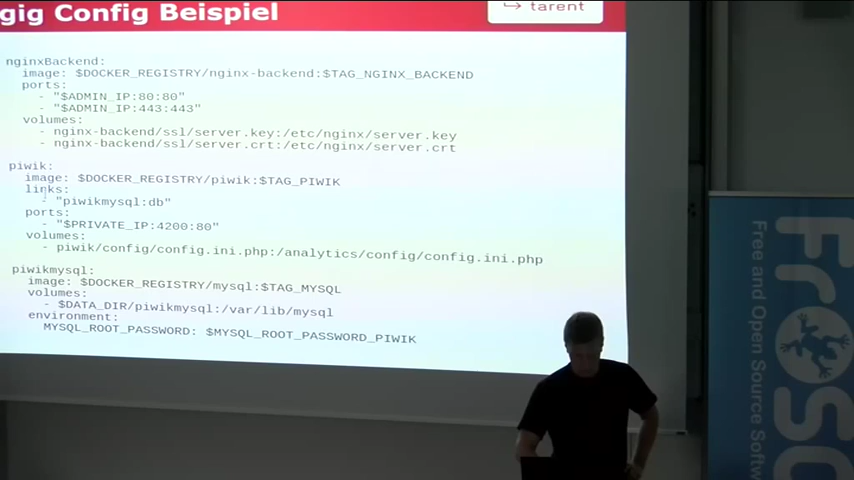 gig Config Beispiel
tarent
nginxBackend:
image: $DOCKER_REGISTRY/nginx-backend:$TAG_NGINX_BACKEND
ports:
- "$ADMIN_IP:80:80"
- "$ADMIN_IP:443:443"
volumes:
- nginx-backend/ssl/server.key:/etc/nginx/server.key
- nginx-backend/ssl/server.crt:/etc/nginx/server.crt
piwik:
image: $DOCKER_REGISTRY/piwik:$TAG_PIWIK
links:
- "piwikmysql:db"
ports:
- "$PRIVATE_IP:4200:80"
volumes:
- piwik/config/config.ini.php:/analytics/config/config.ini.php
piwikmysql:
image: $DOCKER_REGISTRY/mysql:$TAG_MYSQL
volumes:
- $DATA_DIR/piwikmysql:/var/lib/mysql
environment:
MYSQL_ROOT_PASSWORD: $MYSQL_ROOT_PASSWORD_PIWIK
FrOSC
Free and Open Source Softw